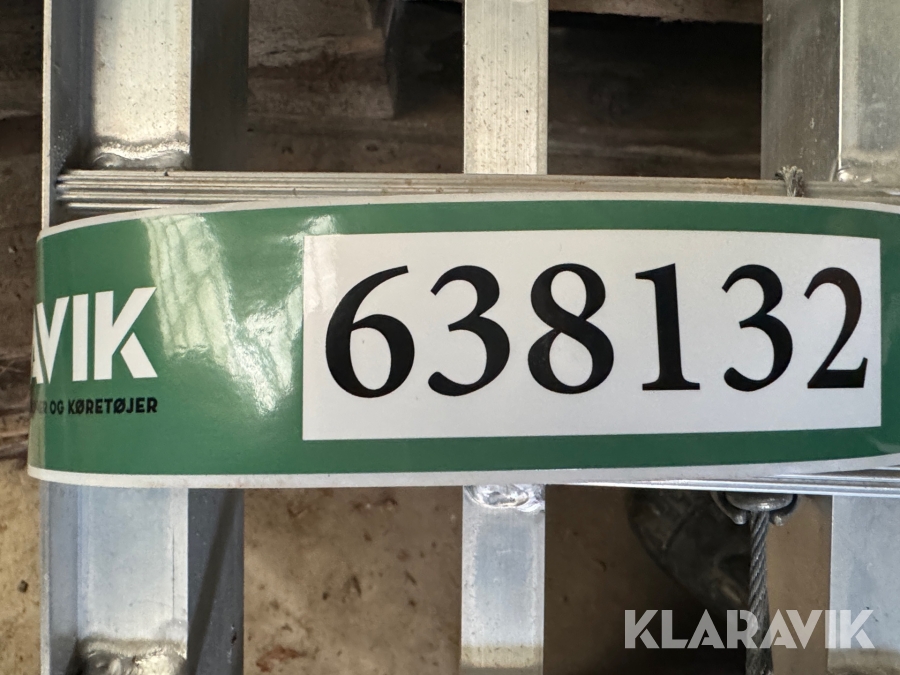 638132
AVIK
OG KØRETØJER
KLARAVIK